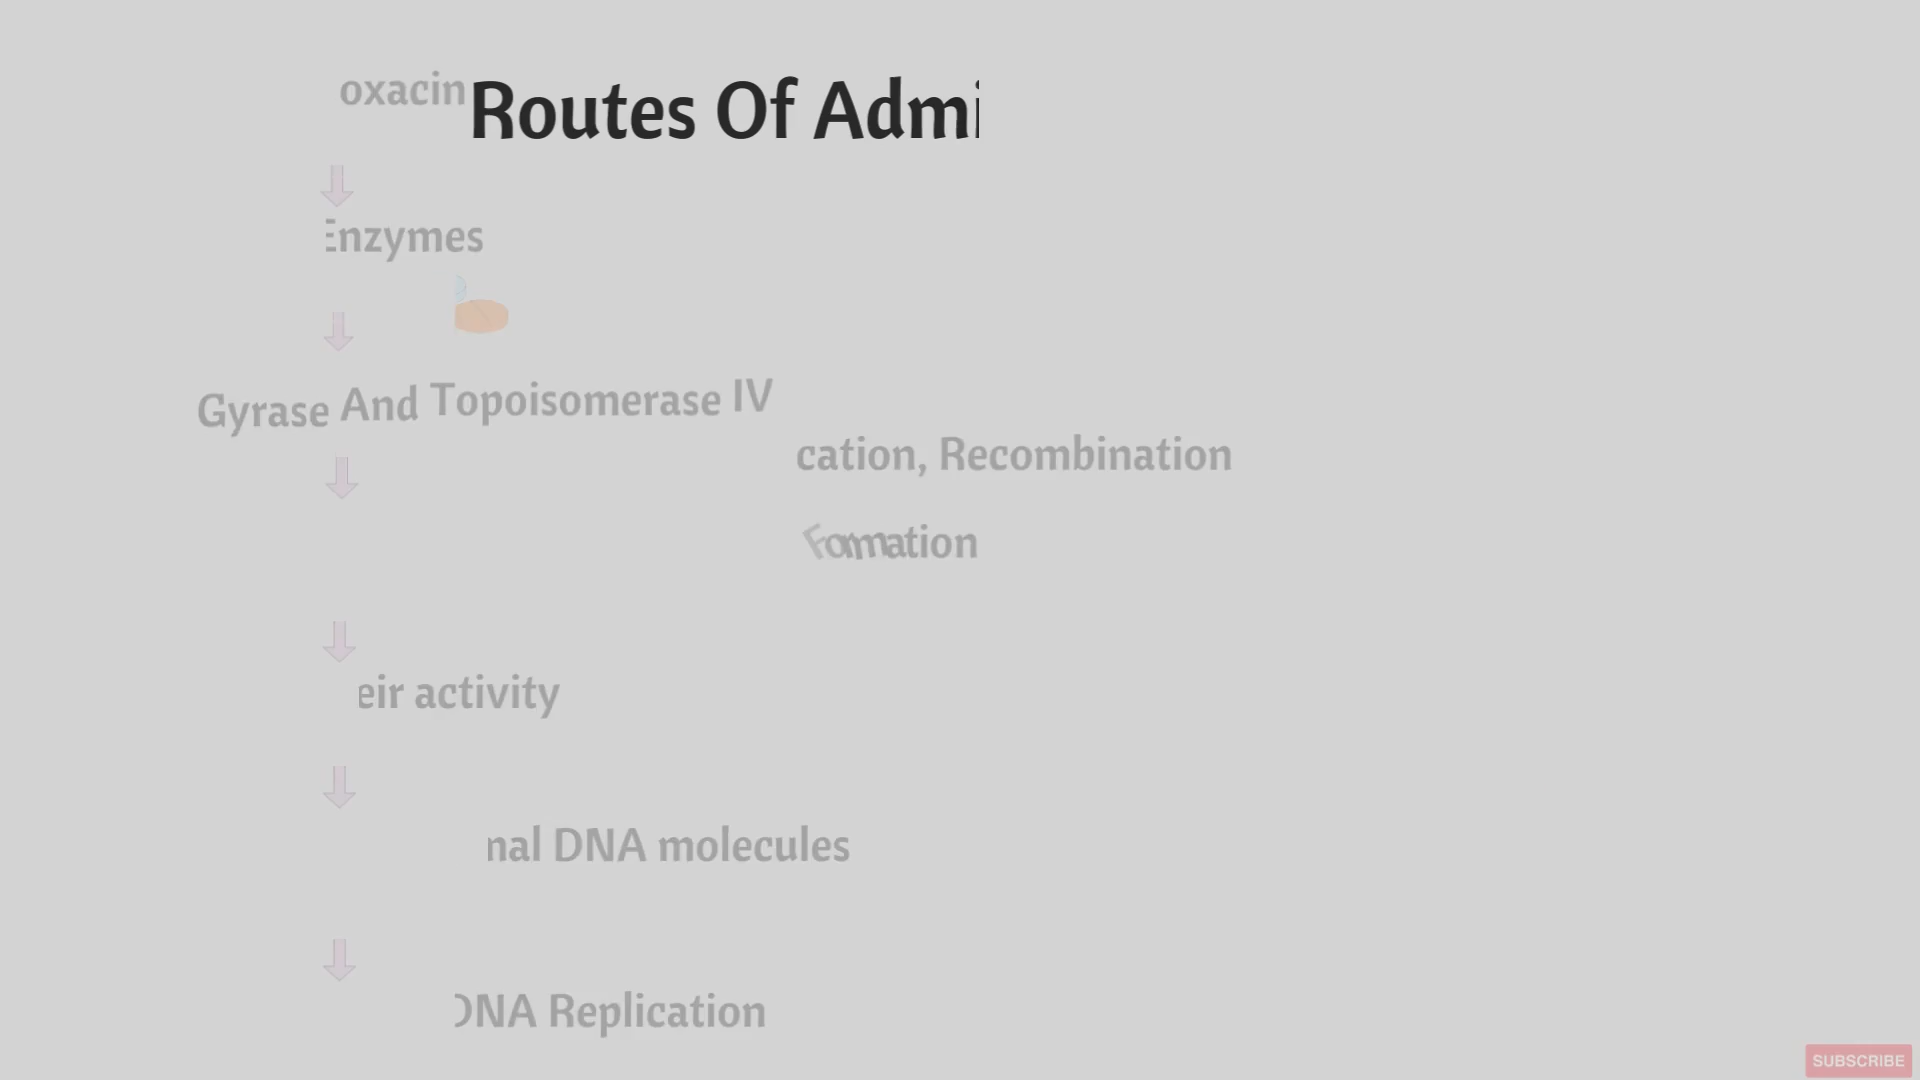 oxacin
Routes Of Admi
Enzymes
Gyrase And Topoisomerase IV
cation, Recombination
Formation
eir activity
nal DNA molecules
DNA Replication
SUBSCRIBE